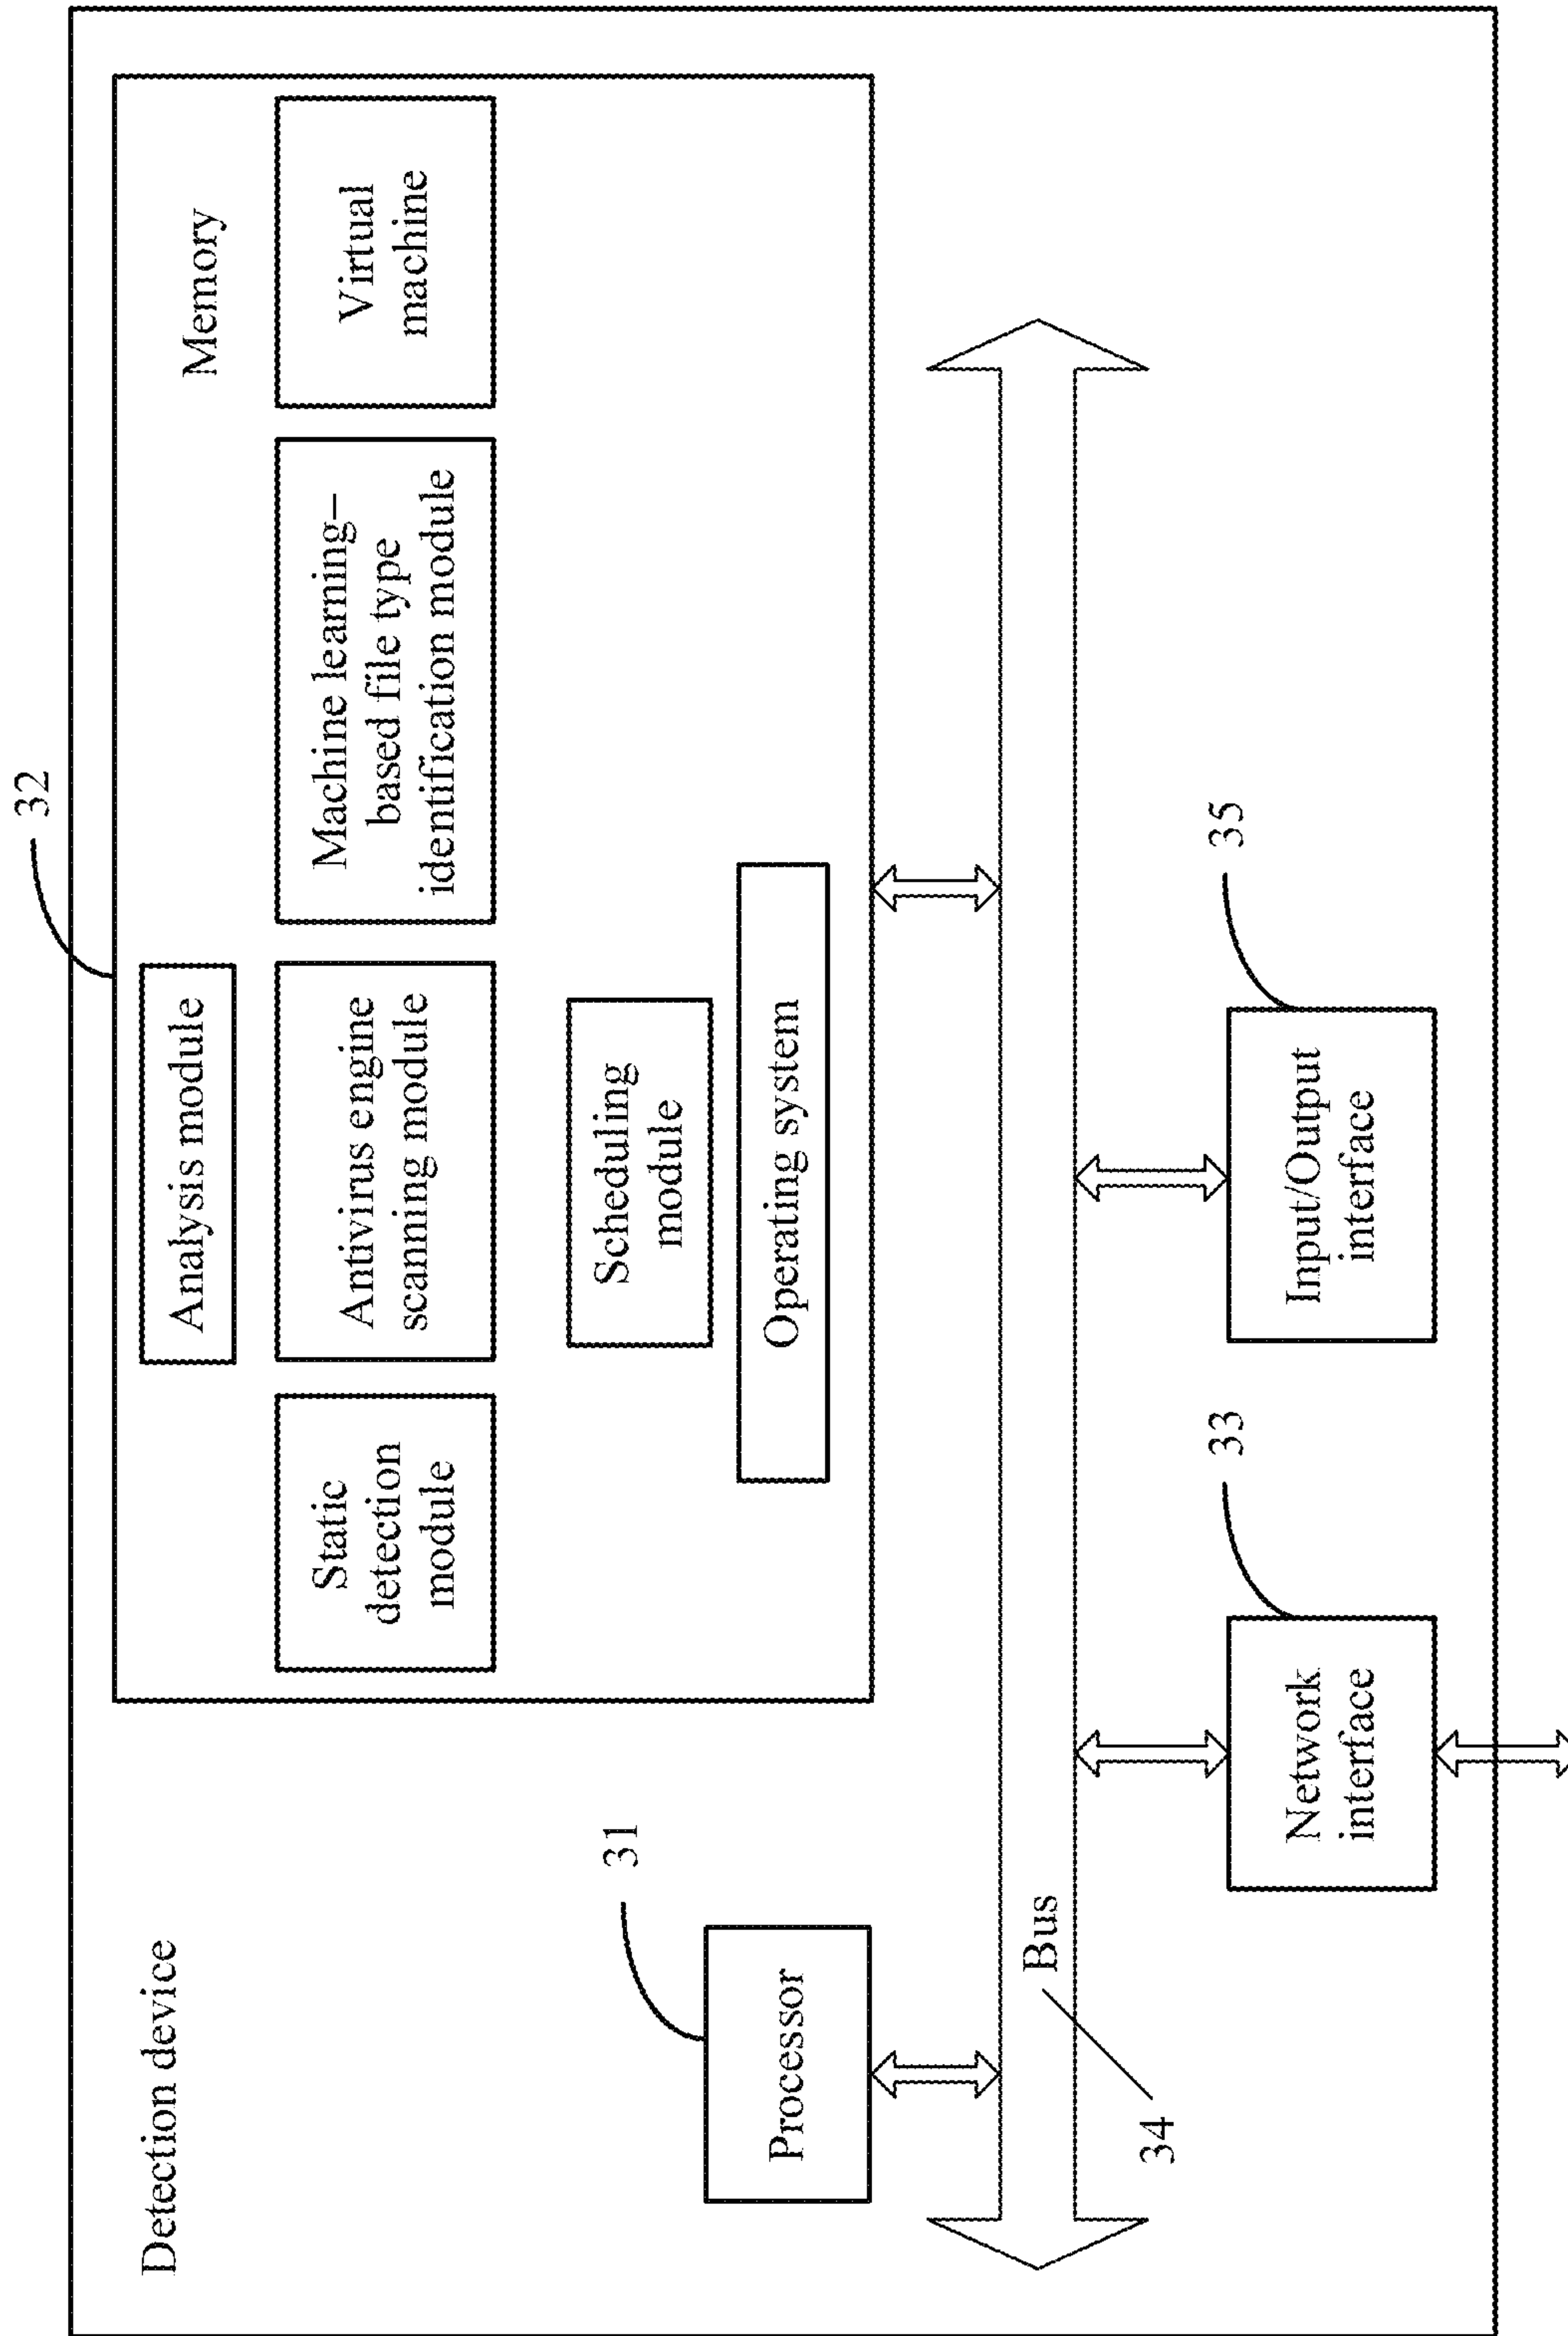 Detection device
32
Memory
Analysis module
Static
detection
module
Antivirus engine
scanning module
Machine learning–
based file type
identification module
Virtual
machine
Scheduling
module
Operating system
31
Processor
Bus
34
33
Network
interface
35
Input/Output
interface